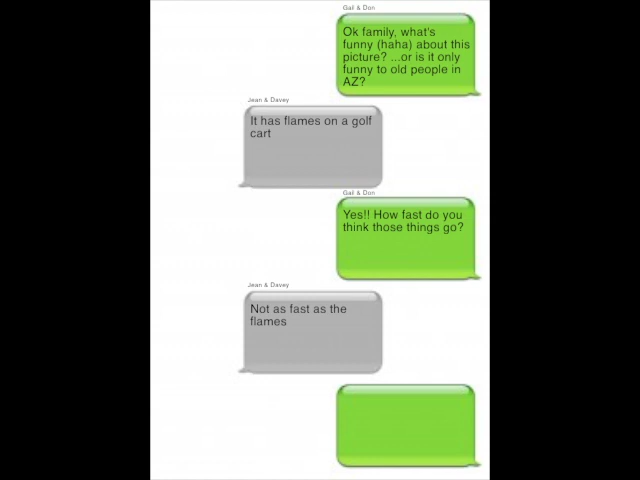 Gail & Don
Ok family, what's
funny (haha) about this
picture? ...or is it only
funny to old people in
AZ?
Jean & Davey
It has flames on a golf
cart
Gail & Don
Yes!! How fast do you
think those things go?
Jean & Davey
Not as fast as the
flames